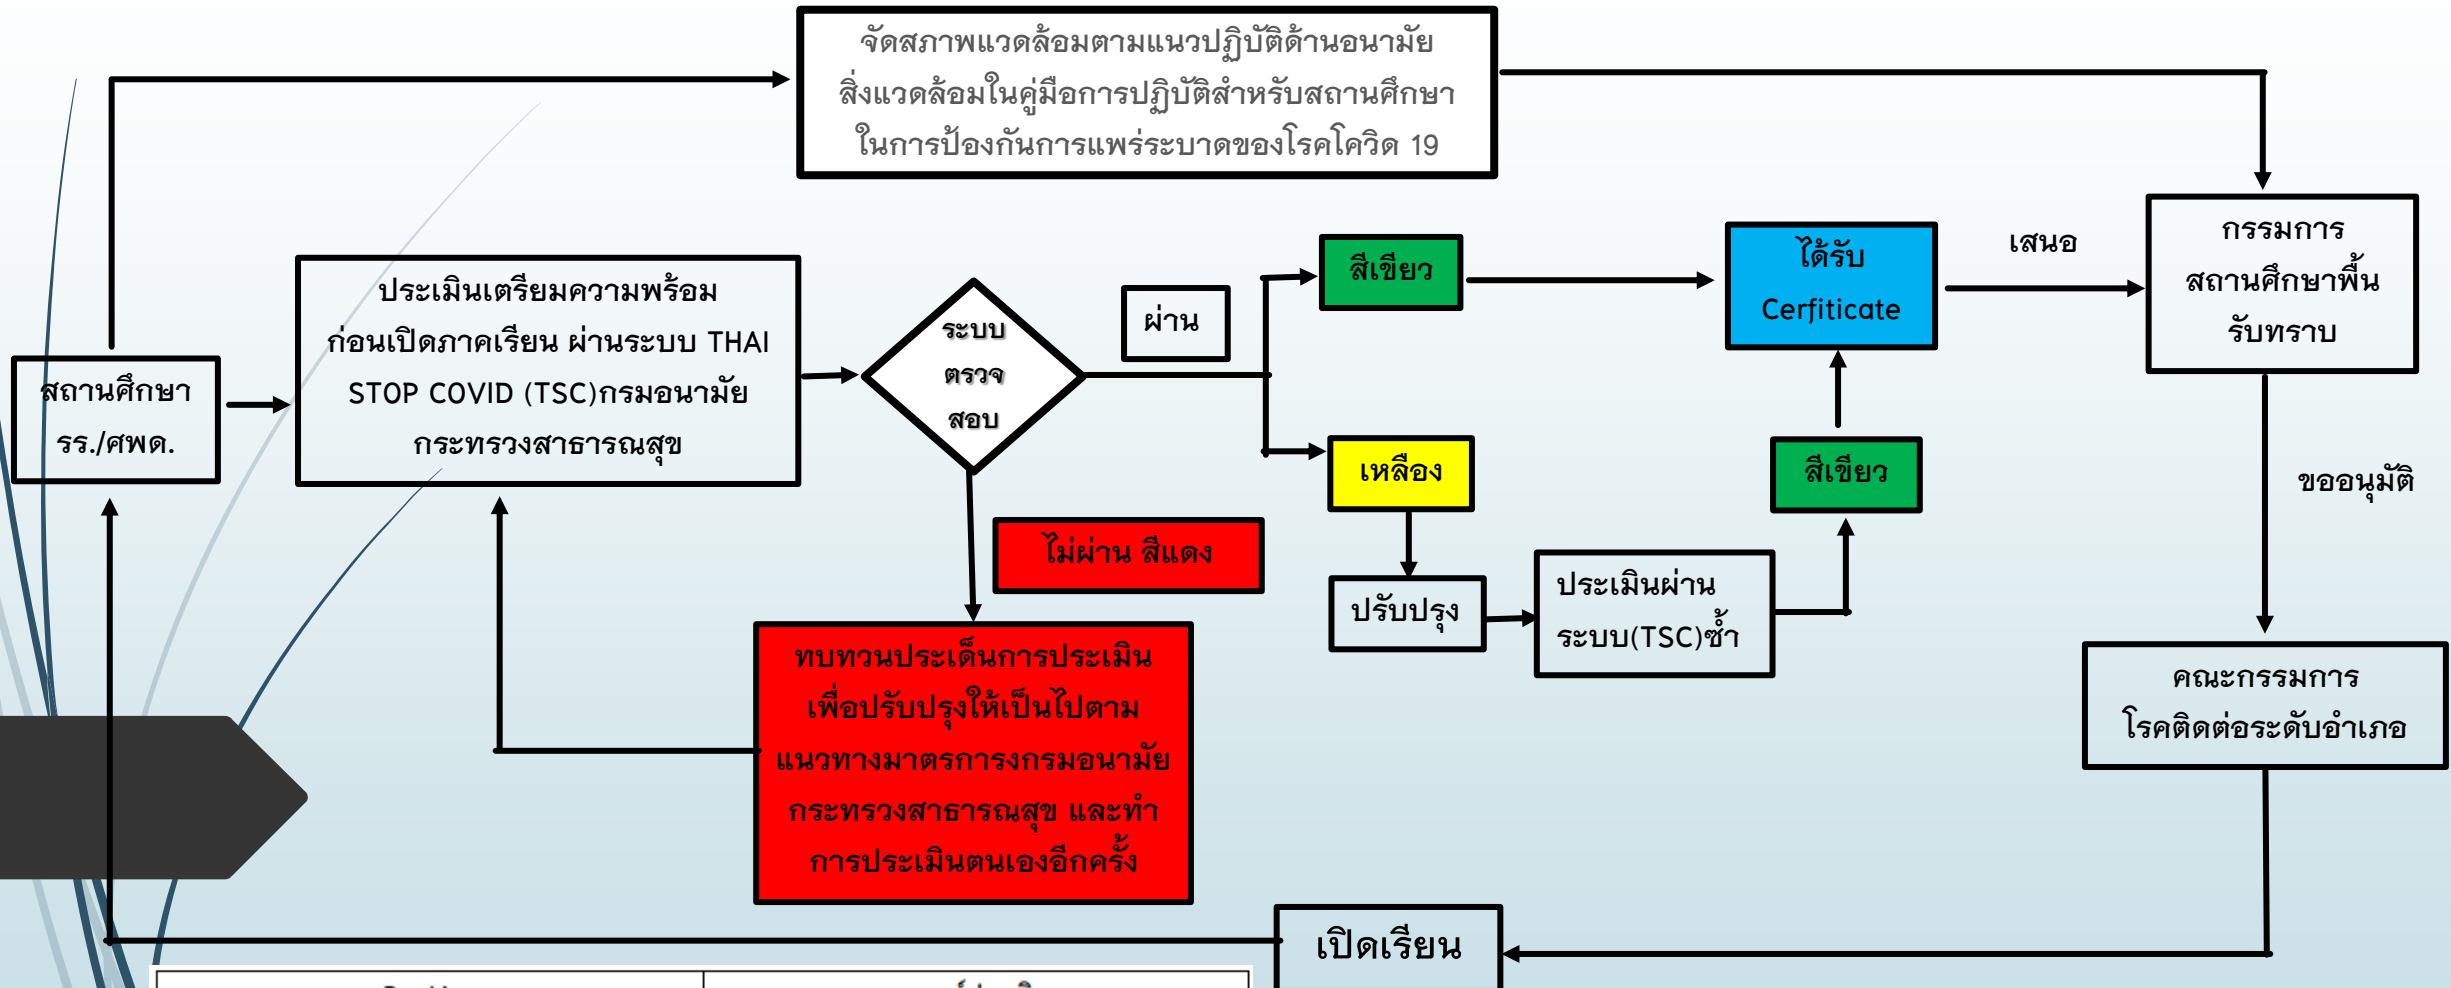 จัดสภาพแวดล้อมตามแนวปฏิบัติด้านอนามัย
สิ่งแวดล้อมในคู่มือการปฏิบัติสำหรับสถานศึกษา
ในการป้องกันการแพร่ระบาดของโรคโควิด 19
สถานศึกษา
รร./ศพด.
ประเมินเตรียมความพร้อม
ก่อนเปิดภาคเรียน ผ่านระบบ THAI
STOP COVID (TSC)กรมอนามัย
กระทรวงสาธารณสุข
ระบบ
ตรวจ
สอบ
ผ่าน
สีเขียว
ได้รับ
Cerfiticate
เสนอ
กรรมการ
สถานศึกษาพื้น
รับทราบ
เหลือง
สีเขียว
ขออนุมัติ
ไม่ผ่าน สีแดง
ปรับปรุง
ประเมินผ่าน
ระบบ(TSC)ซ้ำ
ทบทวนประเด็นการประเมิน
เพื่อปรับปรุงให้เป็นไปตาม
แนวทางมาตรการงกรมอนามัย
กระทรวงสาธารณสุข และทำ
การประเมินตนเองอีกครั้ง
คณะกรรมการ
โรคติดต่อระดับอำเภอ
เปิดเรียน